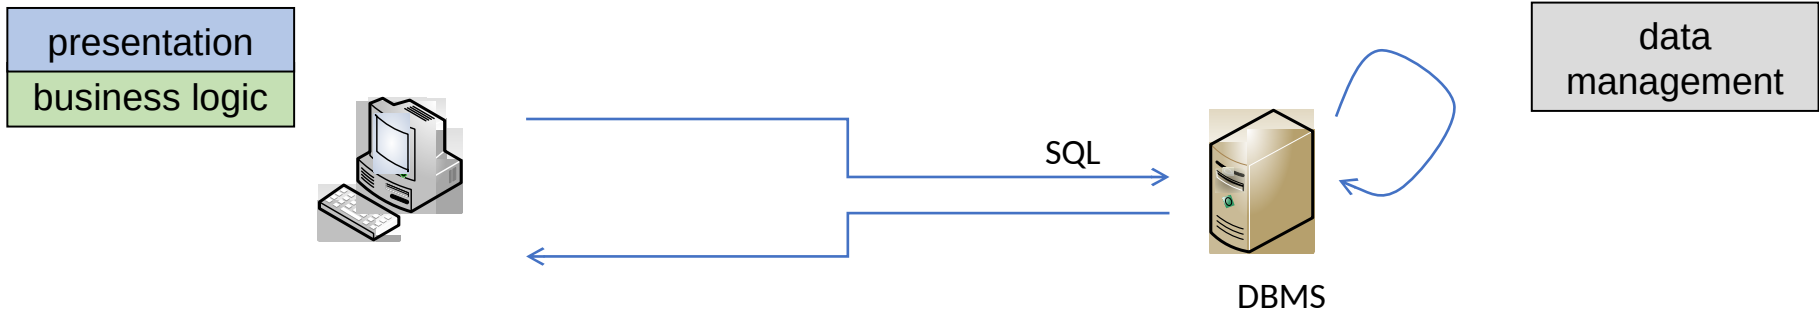 presentation
business logic
data
management
SQL
DBMS